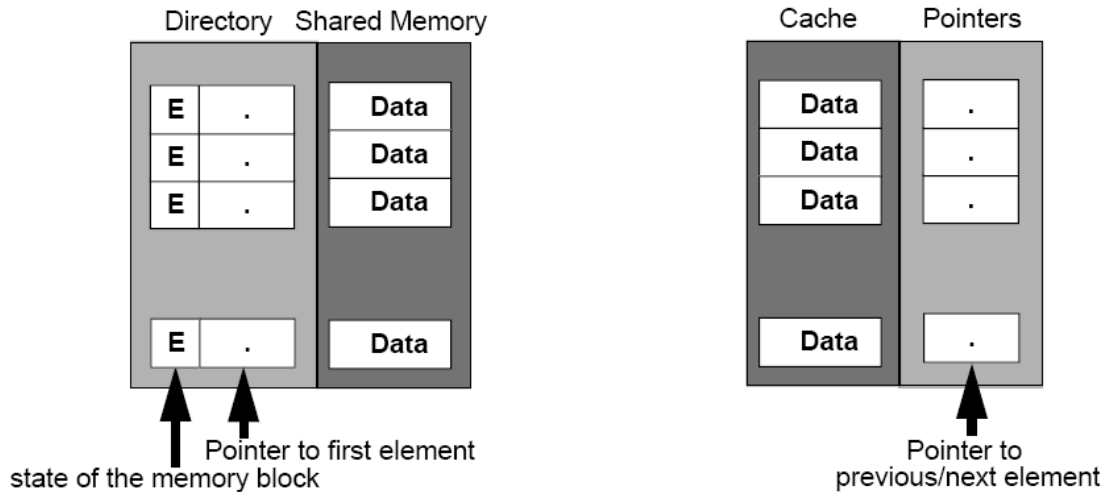 Directory Shared Memory
E . Data
E . Data
E . Data
E . Data
Pointer to first element
state of the memory block
Cache Pointers
Data .
Data .
Data .
Data .
Pointer to
previous/next element